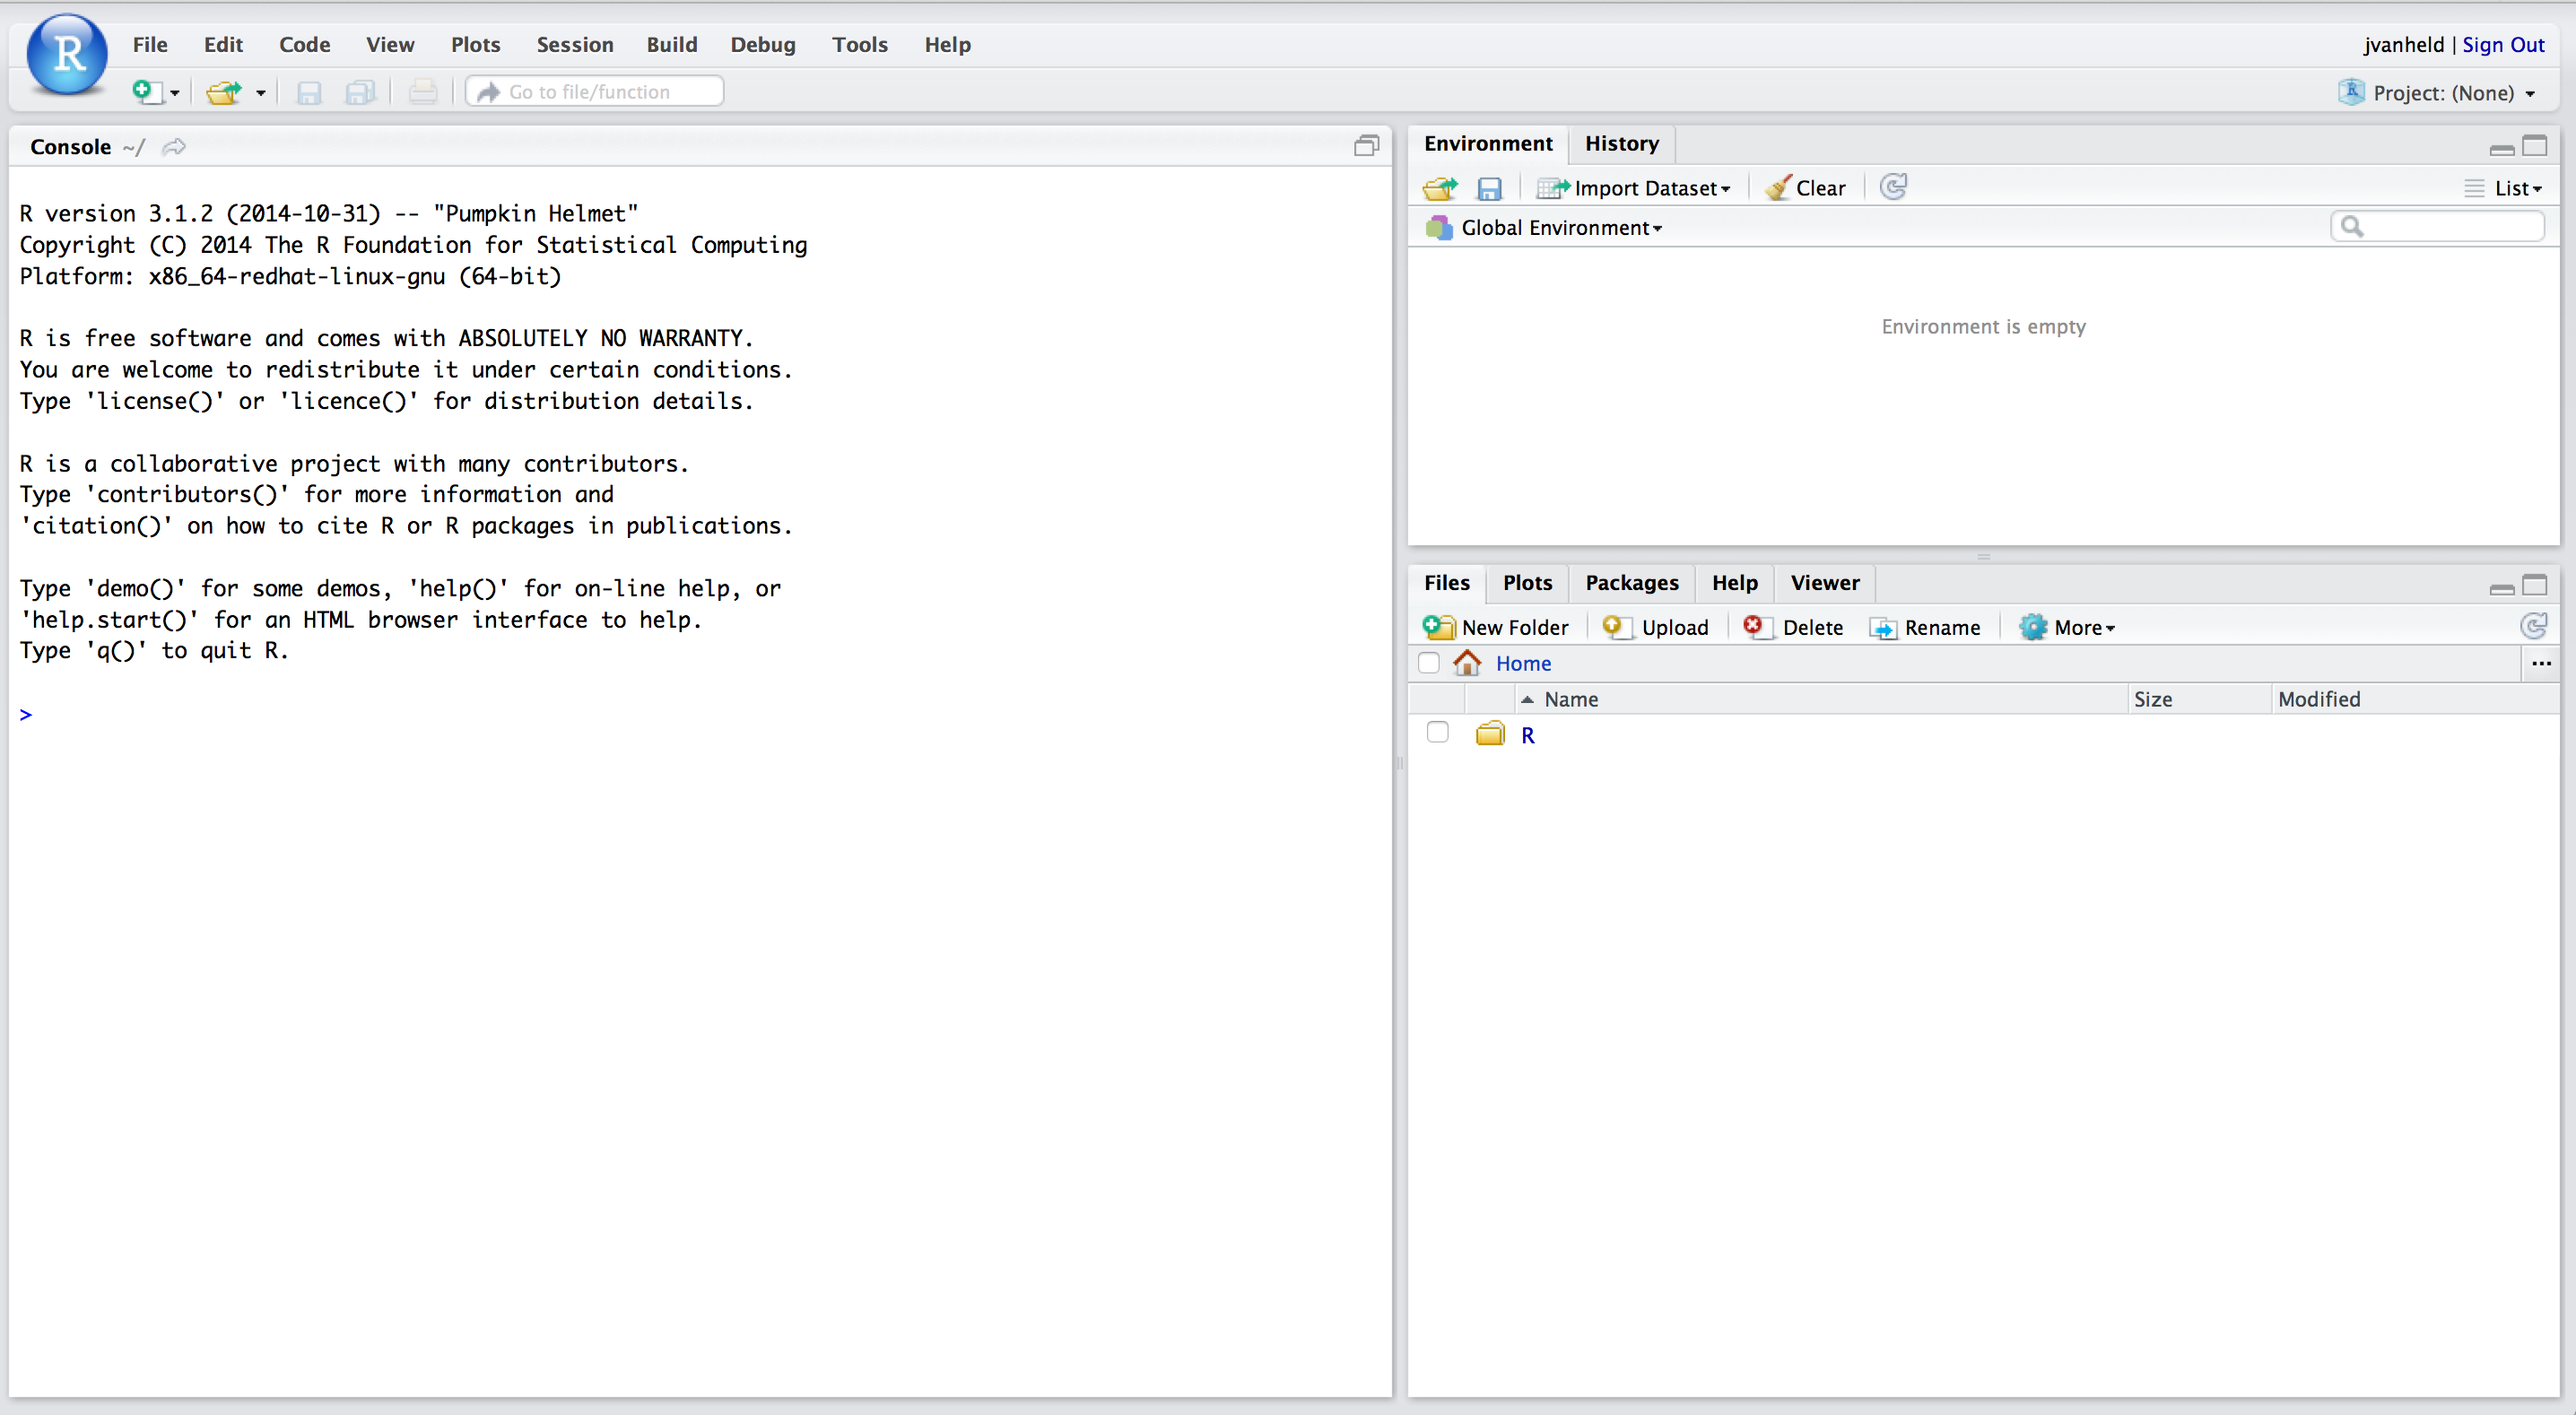 R File Edit Code View Plots Session Build Debug Tools Help jvanheld | Sign Out
Go to file/function Project: (None)
Console ~/
R version 3.1.2 (2014-10-31) -- "Pumpkin Helmet"
Copyright (C) 2014 The R Foundation for Statistical Computing
Platform: x86_64-redhat-linux-gnu (64-bit)
R is free software and comes with ABSOLUTELY NO WARRANTY.
You are welcome to redistribute it under certain conditions.
Type 'license()' or 'licence()' for distribution details.
R is a collaborative project with many contributors.
Type 'contributors()' for more information and
'citation()' on how to cite R or R packages in publications.
Type 'demo()' for some demos, 'help()' for on-line help, or
'help.start()' for an HTML browser interface to help.
Type 'q()' to quit R.
>
Environment History
Import Dataset Clear List
Global Environment
Environment is empty
Files Plots Packages Help Viewer
New Folder Upload Delete Rename More
Home ...
Name Size Modified
R